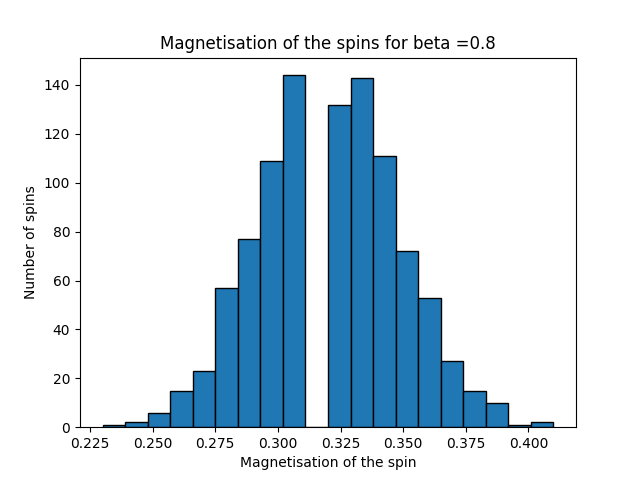 Magnetisation of the spins for beta =0.8
140
120
100
80
60
40
20
0
Number of spins
0.225 0.250 0.275 0.300 0.325 0.350 0.375 0.400
Magnetisation of the spin